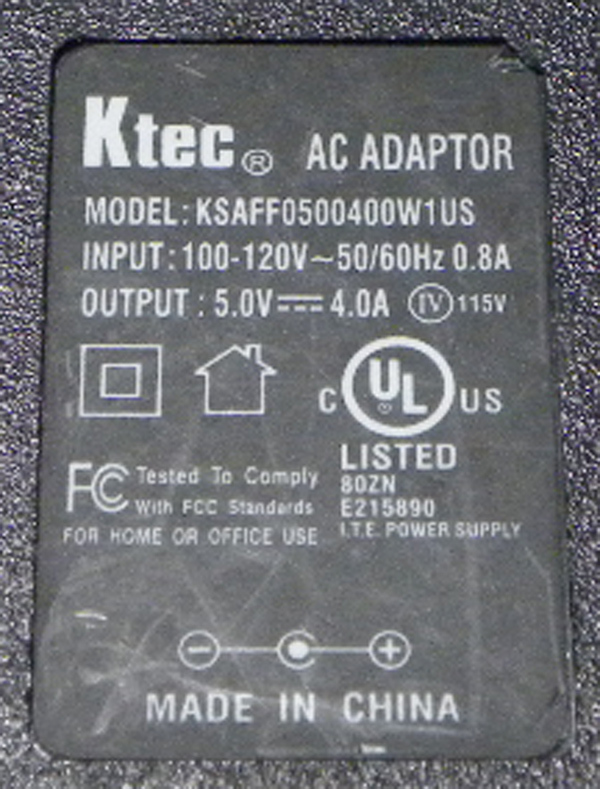 Ktec® AC ADAPTOR
MODEL: KSAFF0500400W1US
INPUT: 100-120V~50/60Hz 0.8A
OUTPUT : 5.0V⎓4.0A IV 115V
C UL US
LISTED
80ZN
E215890
I.T.E. POWER SUPPLY
FC Tested To Comply
With FCC Standards
FOR HOME OR OFFICE USE
MADE IN CHINA